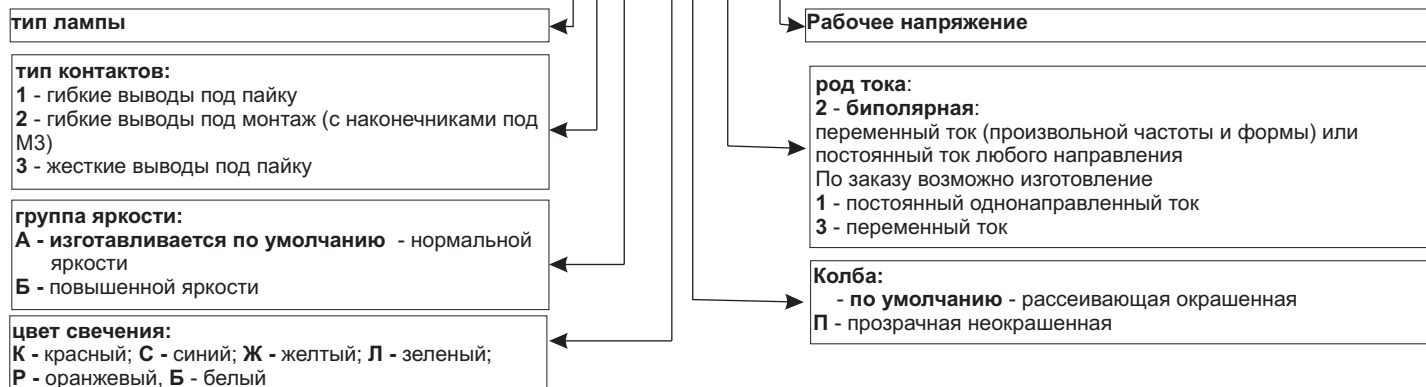 тип лампы
тип контактов:
1 - гибкие выводы под пайку
2 - гибкие выводы под монтаж (с наконечниками под
М3)
3 - жесткие выводы под пайку
группа яркости:
А - изготавливается по умолчанию - нормальной
яркости
Б - повышенной яркости
цвет свечения:
К - красный; С - синий; Ж - желтый; Л - зеленый;
Р - оранжевый, Б - белый
Рабочее напряжение
род тока:
2 - биполярная:
переменный ток (произвольной частоты и формы) или
постоянный ток любого направления
По заказу возможно изготовление
1 - постоянный однонаправленный ток
3 - переменный ток
Колба:
- по умолчанию - рассеивающая окрашенная
П - прозрачная неокрашенная